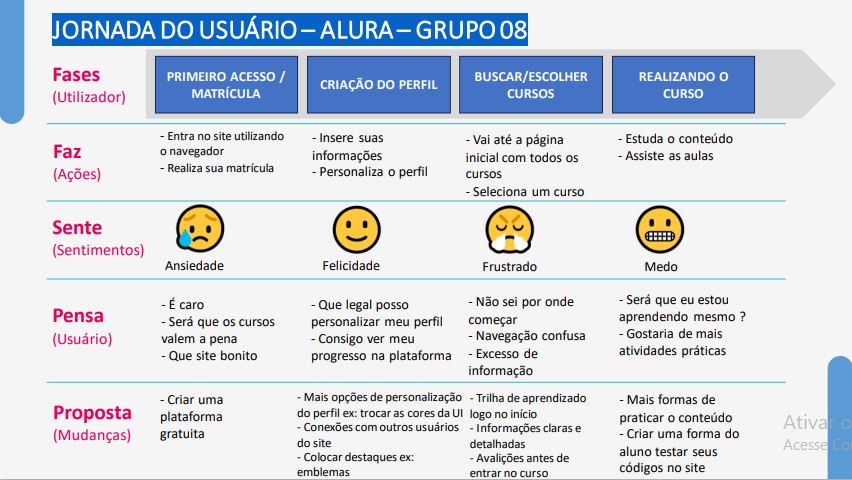 JORNADA DO USUÁRIO – ALURA – GRUPO 08
Fases
(Utilizador)
PRIMEIRO ACESSO /
MATRÍCULA
CRIAÇÃO DO PERFIL
BUSCAR/ESCOLHER
CURSOS
REALIZANDO O
CURSO
Faz
(Ações)
- Entra no site utilizando
o navegador
- Realiza sua matrícula
- Insere suas
informações
- Personaliza o perfil
- Vai até a página
inicial com todos os
cursos
- Seleciona um curso
- Estuda o conteúdo
- Assiste as aulas
Sente
(Sentimentos)
Ansiedade
Felicidade
Frustrado
Medo
Pensa
(Usuário)
- É caro
- Será que os cursos
valem a pena
- Que site bonito
- Que legal posso
personalizar meu perfil
- Consigo ver meu
progresso na plataforma
- Não sei por onde
começar
- Navegação confusa
- Excesso de
informação
- Será que eu estou
aprendendo mesmo ?
- Gostaria de mais
atividades práticas
Proposta
(Mudanças)
- Criar uma
plataforma
gratuita
- Mais opções de personalização
do perfil ex: trocar as cores da UI
- Conexões com outros usuários
do site
- Colocar destaques ex:
emblemas
- Trilha de aprendizado
logo no início
- Informações claras e
detalhadas
- Avalições antes de
entrar no curso
- Mais formas de
praticar o conteúdo
- Criar uma forma do
aluno testar seus
códigos no site
Ativar o
Acesse Co